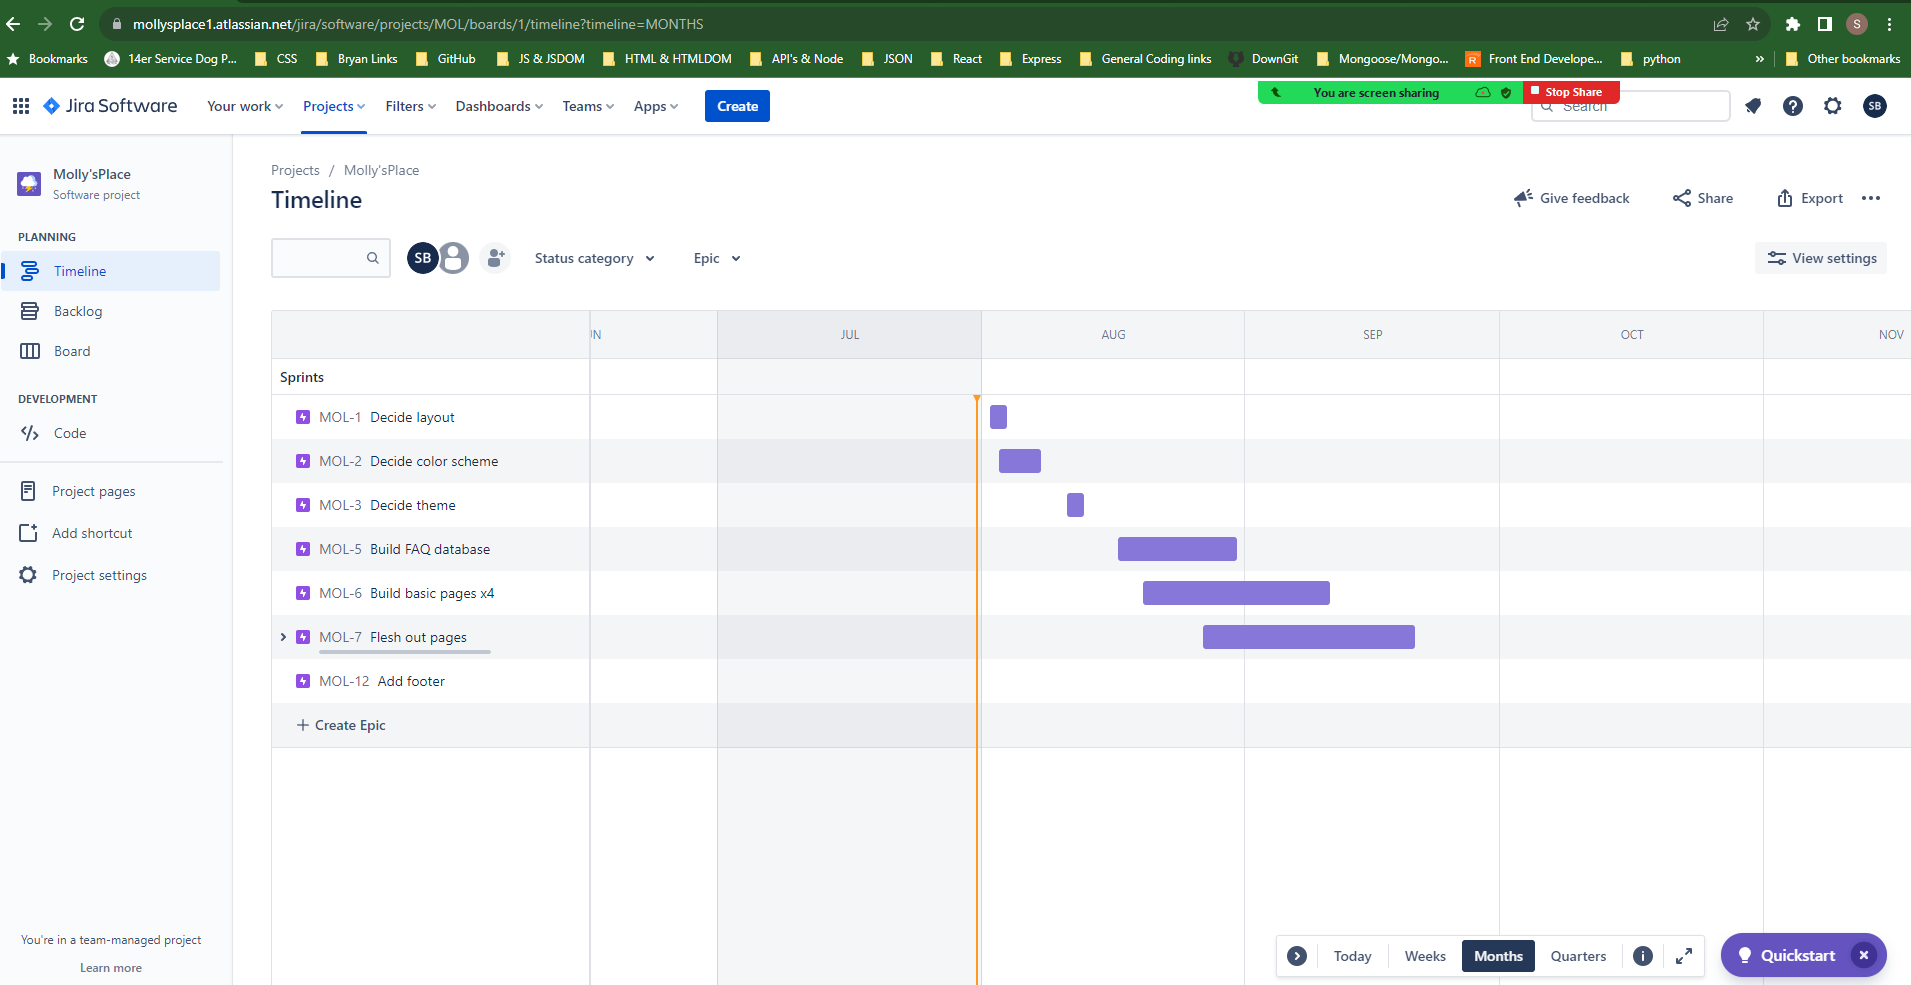 mollysplace1.atlassian.net/jira/software/projects/MOL/boards/1/timeline?timeline=MONTHS
S
Bookmarks 14er Service Dog P... CSS Bryan Links GitHub JS & JSDOM HTML & HTMLDOM API's & Node JSON React Express General Coding links DownGit Mongoose/Mongo... R Front End Develope... python » Other bookmarks
You are screen sharing Stop Share
Jira Software Your work Projects Filters Dashboards Teams Apps Create Search SB
Molly'sPlace
Software project
PLANNING
Timeline
Backlog
Board
DEVELOPMENT
Code
Project pages
Add shortcut
Project settings
You're in a team-managed project
Learn more
Projects / Molly'sPlace
Timeline
Give feedback Share Export
SB Status category Epic View settings
JUL AUG SEP OCT NOV
Sprints
MOL-1 Decide layout
MOL-2 Decide color scheme
MOL-3 Decide theme
MOL-5 Build FAQ database
MOL-6 Build basic pages x4
MOL-7 Flesh out pages
MOL-12 Add footer
+ Create Epic
Today Weeks Months Quarters Quickstart